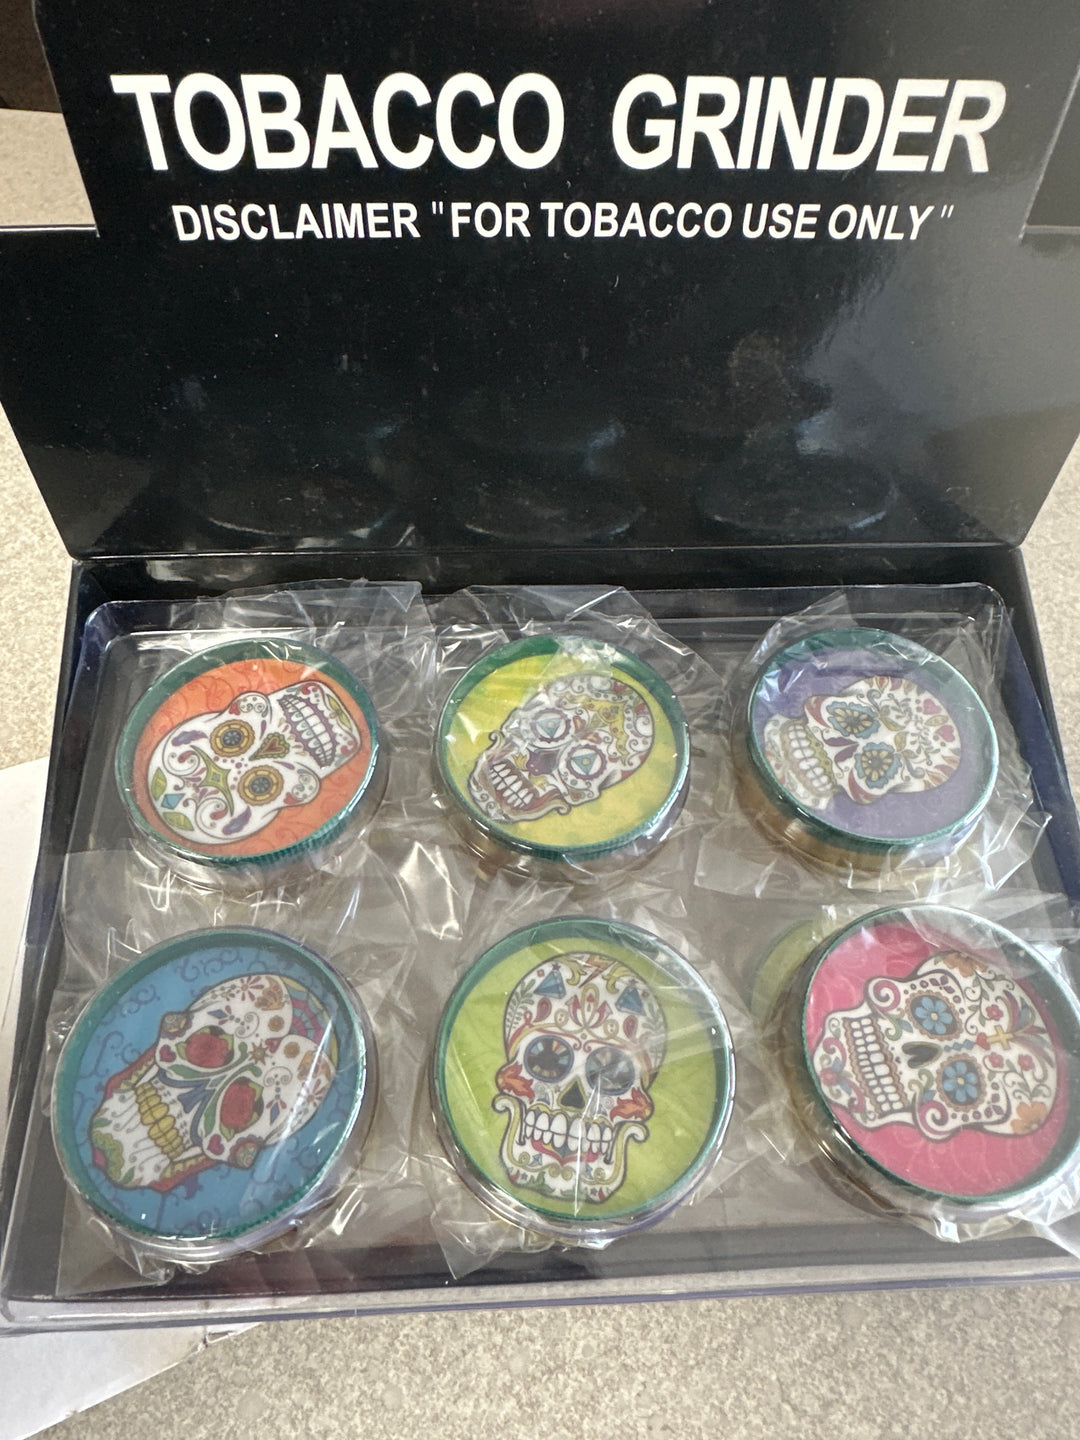 TOBACCO GRINDER
DISCLAIMER "FOR TOBACCO USE ONLY"